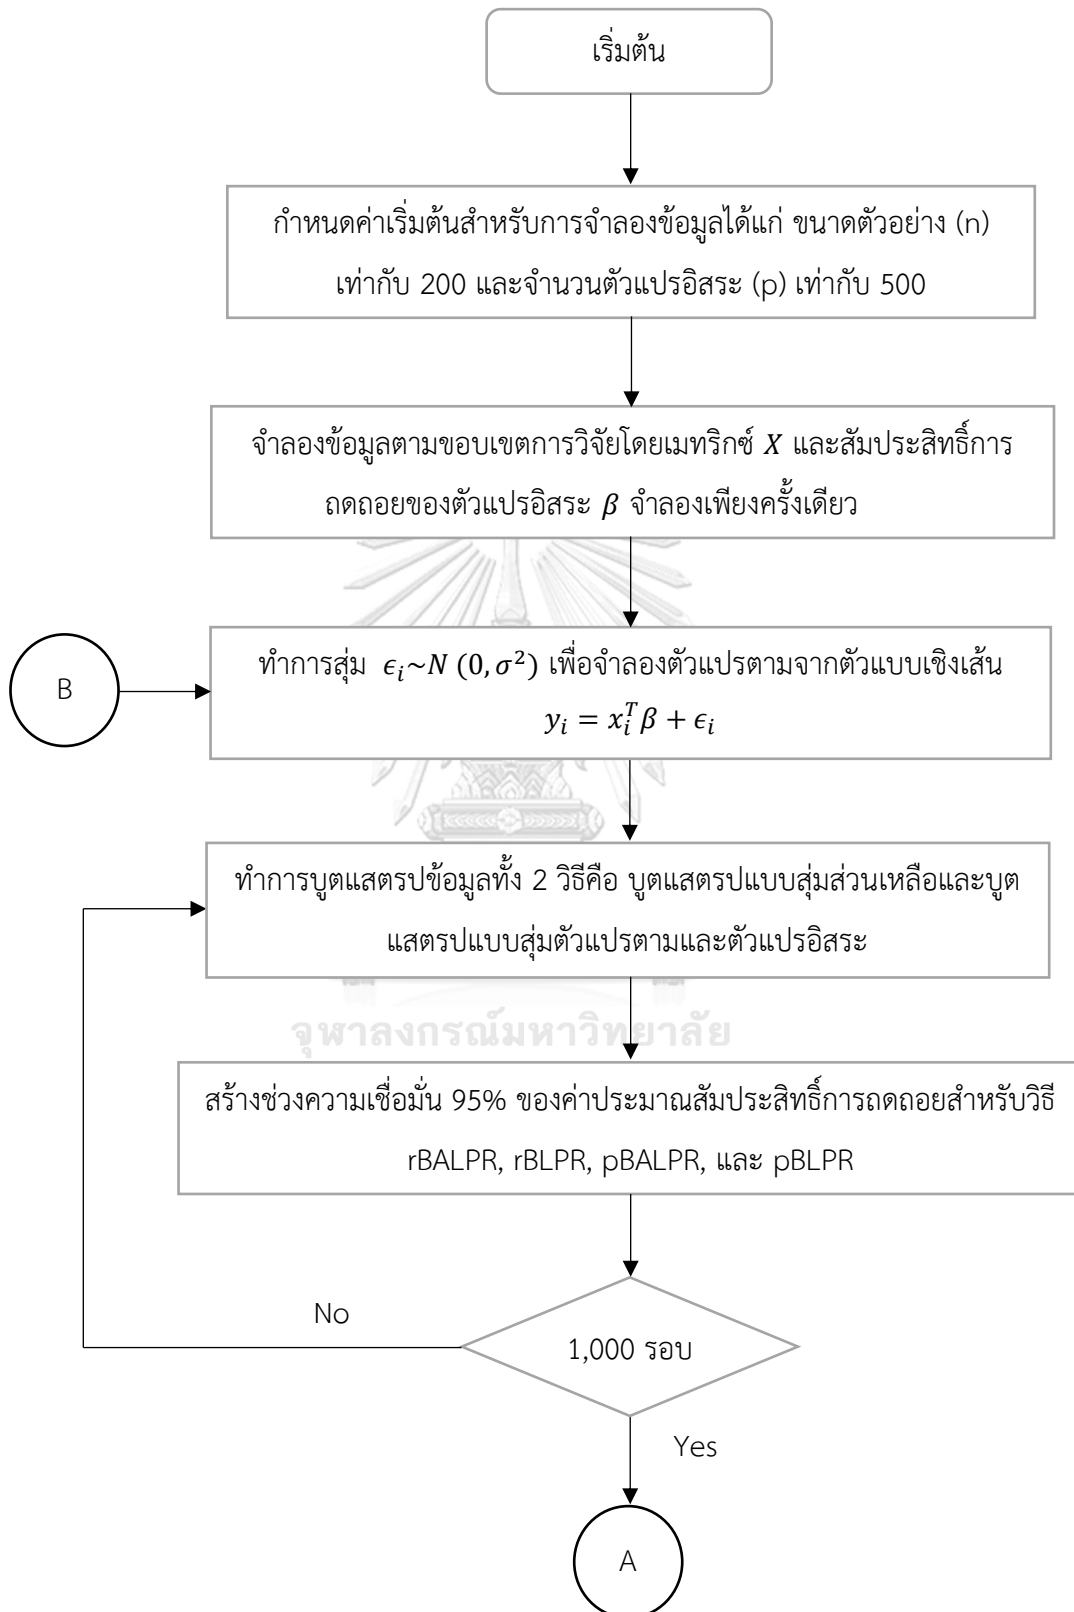 เริ่มต้น
กำหนดค่าเริ่มต้นสำหรับการจำลองข้อมูลได้แก่ ขนาดตัวอย่าง (n)
เท่ากับ 200 และจำนวนตัวแปรอิสระ (p) เท่ากับ 500
จำลองข้อมูลตามขอบเขตการวิจัยโดยเมทริกซ์ X และสัมประสิทธิ์การ
ถดถอยของตัวแปรอิสระ β จำลองเพียงครั้งเดียว
B
ทำการสุ่ม ϵᵢ~N (0, σ²) เพื่อจำลองตัวแปรตามจากตัวแบบเชิงเส้น
yᵢ = xᵢᵀβ + ϵᵢ
ทำการบูตแสตรปข้อมูลทั้ง 2 วิธีคือ บูตแสตรปแบบสุ่มส่วนเหลือและบูต
แสตรปแบบสุ่มตัวแปรตามและตัวแปรอิสระ
จุฬาลงกรณ์มหาวิทยาลัย
สร้างช่วงความเชื่อมั่น 95% ของค่าประมาณสัมประสิทธิ์การถดถอยสำหรับวิธี
rBALPR, rBLPR, pBALPR, และ pBLPR
No
1,000 รอบ
Yes
A